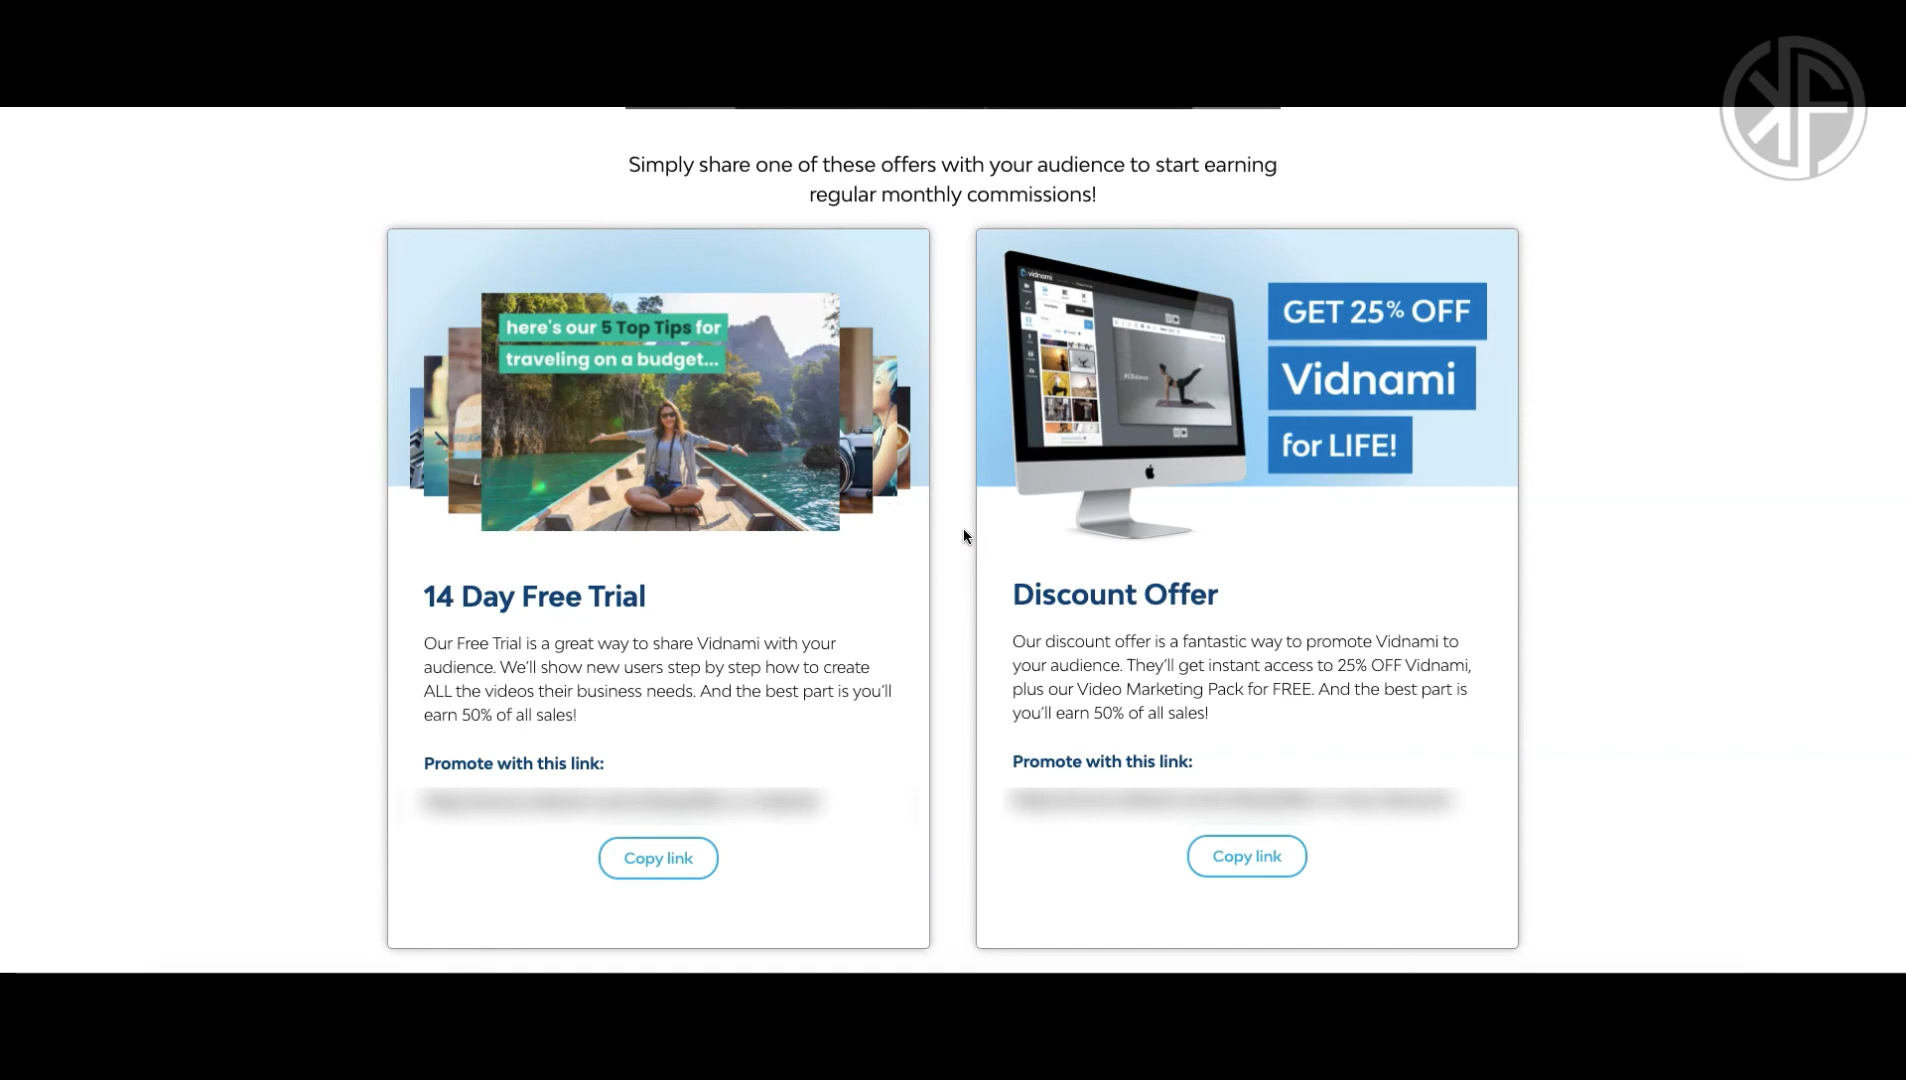 Simply share one of these offers with your audience to start earning
regular monthly commissions!
here's our 5 Top Tips for
traveling on a budget...
14 Day Free Trial
Our Free Trial is a great way to share Vidnami with your
audience. We'll show new users step by step how to create
ALL the videos their business needs. And the best part is you'll
earn 50% of all sales!
Promote with this link:
Copy link
vidnami
GET 25% OFF
Vidnami
for LIFE!
Discount Offer
Our discount offer is a fantastic way to promote Vidnami to
your audience. They'll get instant access to 25% OFF Vidnami,
plus our Video Marketing Pack for FREE. And the best part is
you'll earn 50% of all sales!
Promote with this link:
Copy link